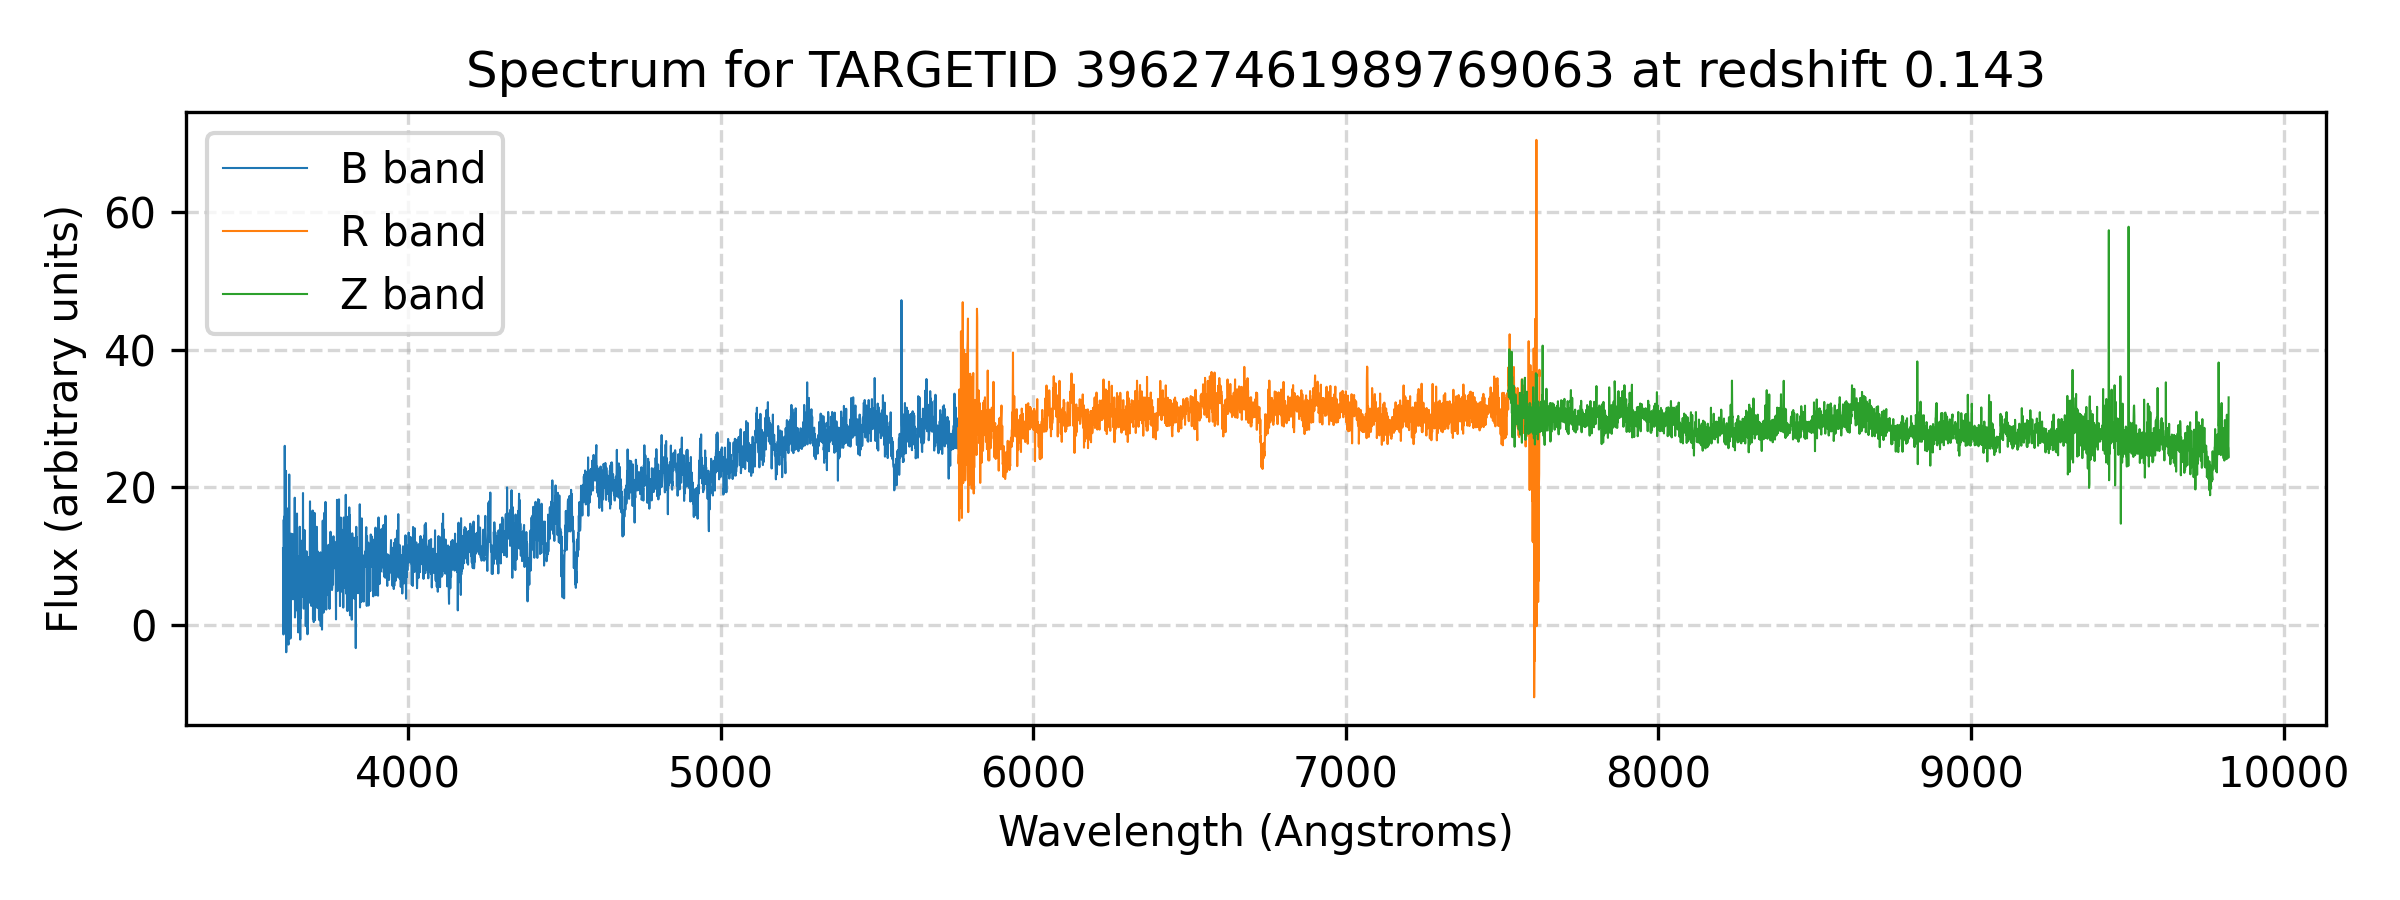 Spectrum for TARGETID 39627461989769063 at redshift 0.143
B band
R band
Z band
Flux (arbitrary units)
60
40
20
0
4000 5000 6000 7000 8000 9000 10000
Wavelength (Angstroms)